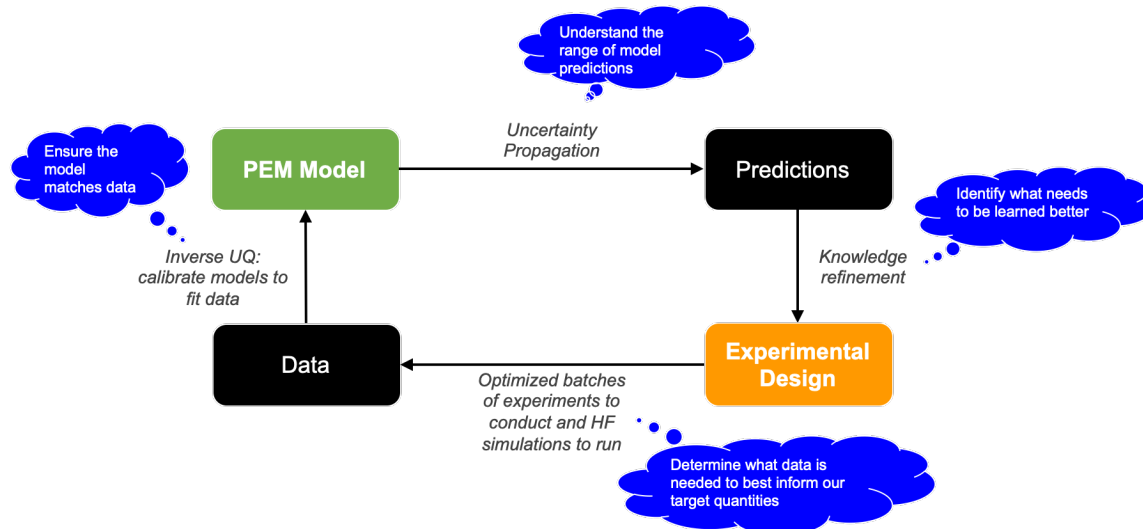 Understand the
range of model
predictions
Ensure the
model
matches data
PEM Model
Uncertainty
Propagation
Predictions
Identify what needs
to be learned better
Inverse UQ:
calibrate models to
fit data
Knowledge
refinement
Data
Experimental
Design
Optimized batches
of experiments to
conduct and HF
simulations to run
Determine what data is
needed to best inform our
target quantities